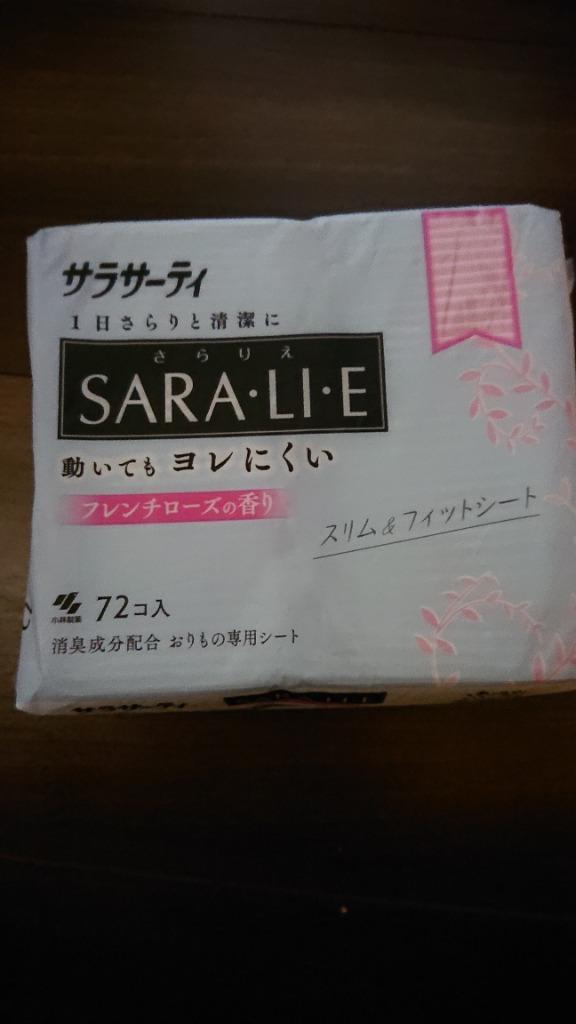 サラサーティ
1日さらりと清潔に
さらりえ
SARA・LI・E
動いてもヨレにくい
フレンチローズの香り
スリム&フィットシート
小林製薬
72コ入
消臭成分配合 おりもの専用シート
サラサーティ
SARA・LI・E